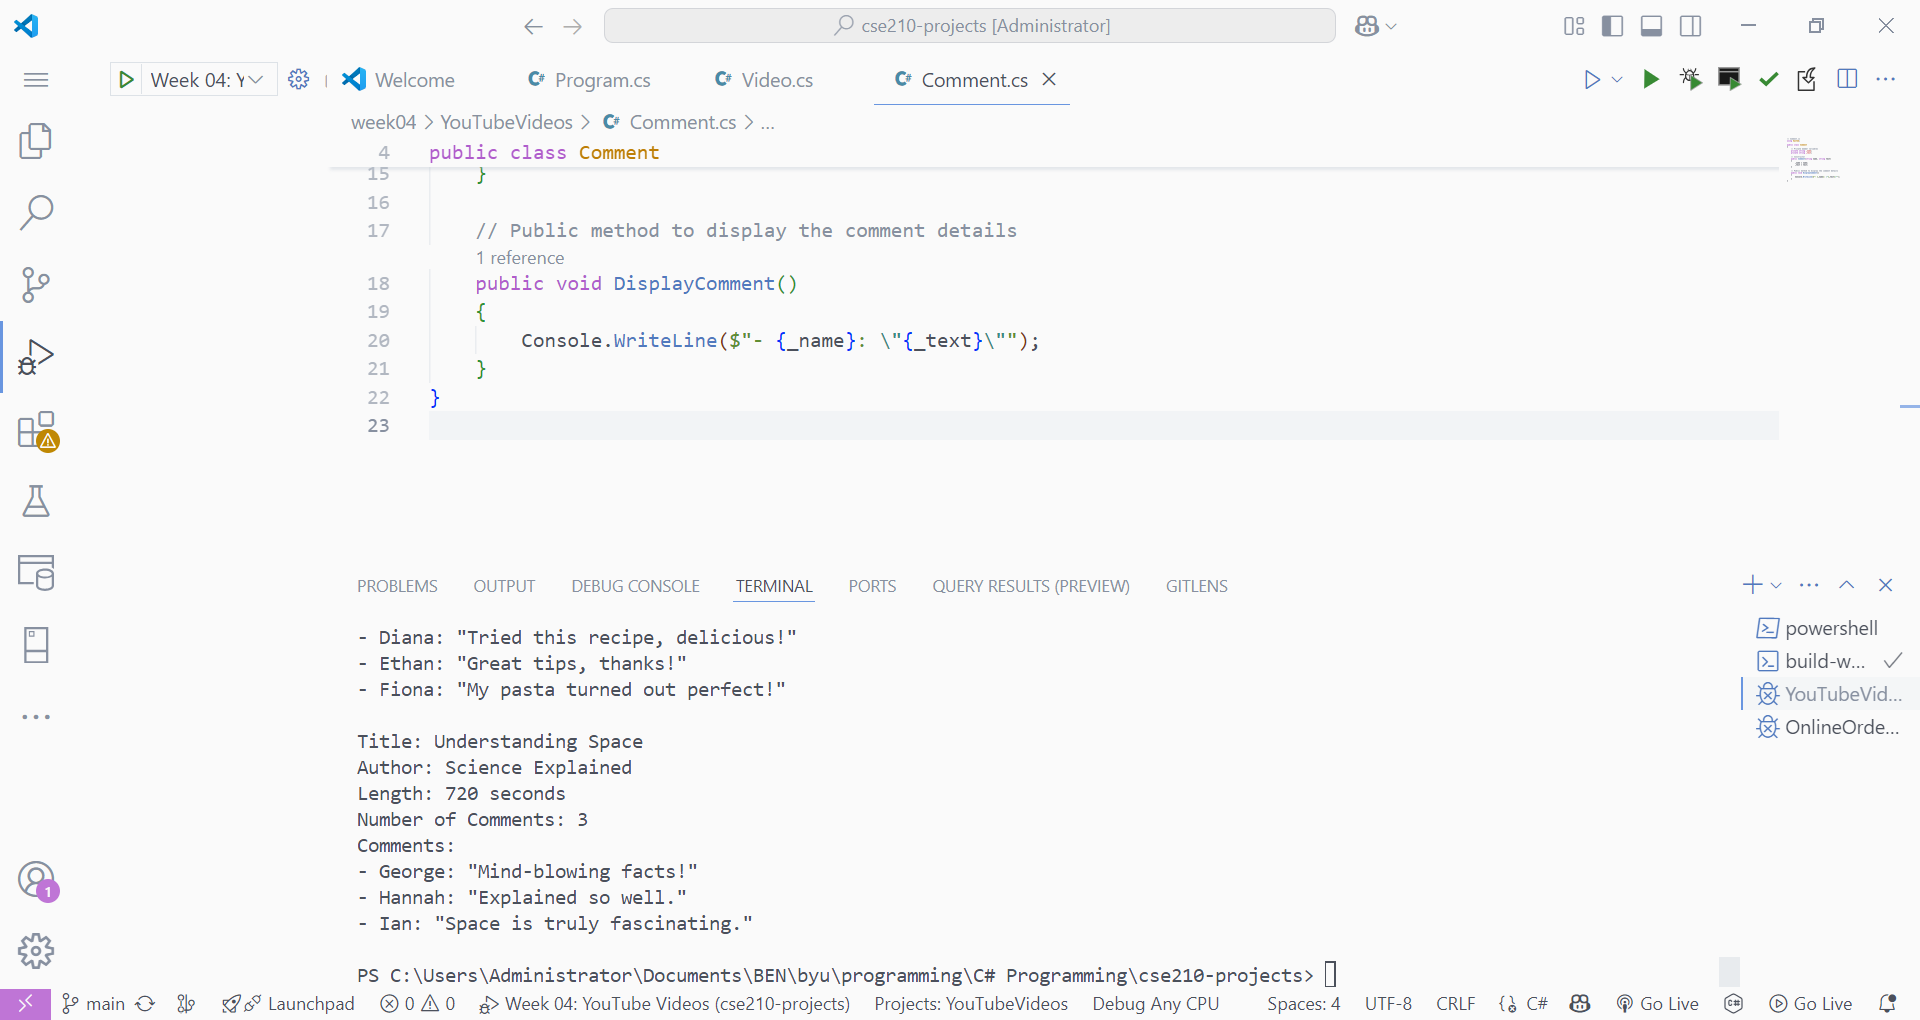 cse210-projects [Administrator]
Week 04: Y
Welcome
Program.cs
Video.cs
Comment.cs
week04 > YouTubeVideos > Comment.cs > ...
4 public class Comment
15 }
16
17 // Public method to display the comment details
1 reference
18 public void DisplayComment()
19 {
20 Console.WriteLine($"- {_name}: \"{_text}\"");
21 }
22 }
23
PROBLEMS OUTPUT DEBUG CONSOLE TERMINAL PORTS QUERY RESULTS (PREVIEW) GITLENS
- Diana: "Tried this recipe, delicious!"
- Ethan: "Great tips, thanks!"
- Fiona: "My pasta turned out perfect!"
Title: Understanding Space
Author: Science Explained
Length: 720 seconds
Number of Comments: 3
Comments:
- George: "Mind-blowing facts!"
- Hannah: "Explained so well."
- Ian: "Space is truly fascinating."
PS C:\Users\Administrator\Documents\BEN\byu\programming\C# Programming\cse210-projects>
powershell
build-w...
YouTubeVid...
OnlineOrde...
1
main Launchpad 0 0 Week 04: YouTube Videos (cse210-projects) Projects: YouTubeVideos Debug Any CPU Spaces: 4 UTF-8 CRLF C# Go Live Go Live